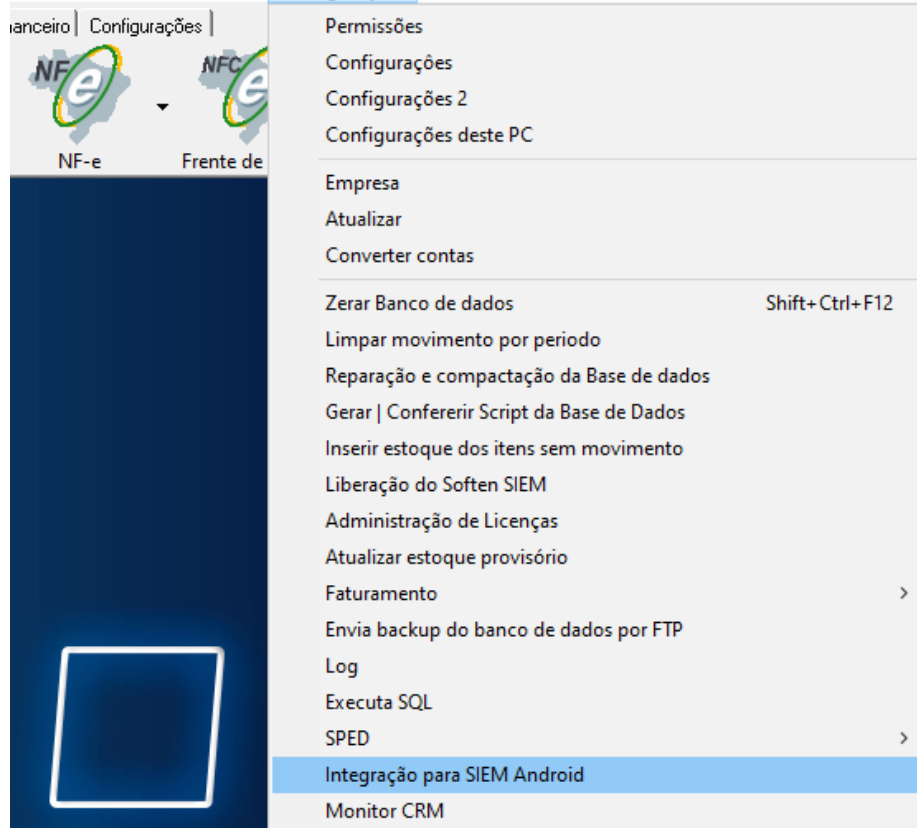 Configurações
Permissões
Configurações
Configurações 2
Configurações deste PC
NF-e
Frente de
Empresa
Atualizar
Converter contas
Zerar Banco de dados Shift+Ctrl+F12
Limpar movimento por periodo
Reparação e compactação da Base de dados
Gerar | Confererir Script da Base de Dados
Inserir estoque dos itens sem movimento
Liberação do Soften SIEM
Administração de Licenças
Atualizar estoque provisório
Faturamento
Envia backup do banco de dados por FTP
Log
Executa SQL
SPED
Integração para SIEM Android
Monitor CRM